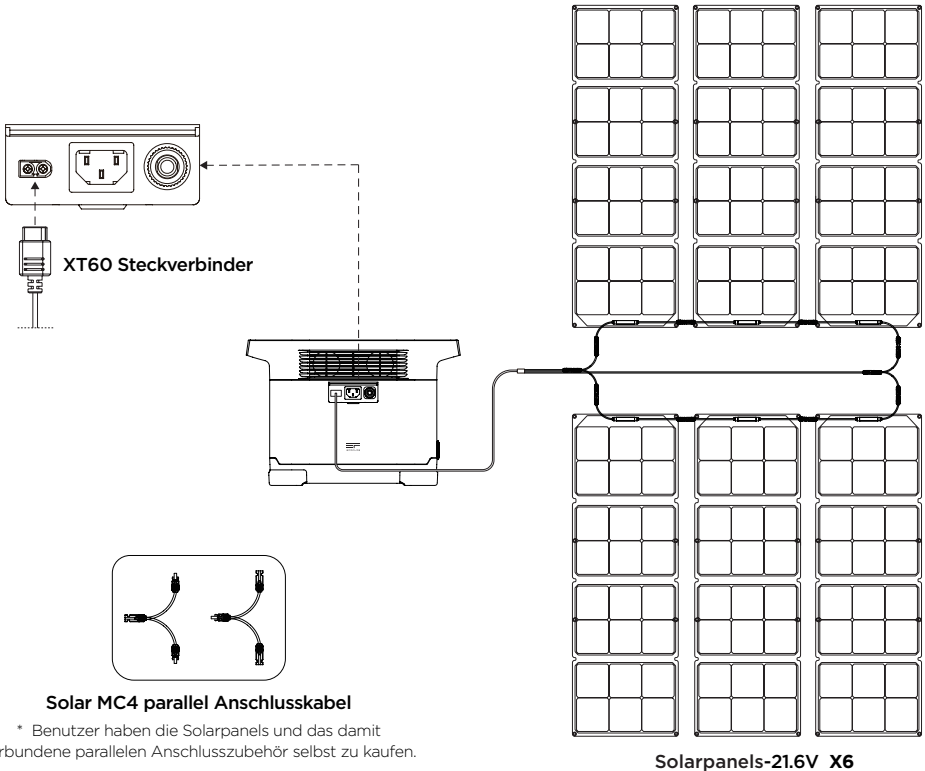 XT60 Steckverbinder
EF
Solar MC4 parallel Anschlusskabel
* Benutzer haben die Solarpanels und das damit
rbundene parallelen Anschlusszubehör selbst zu kaufen.
Solarpanels-21.6V X6